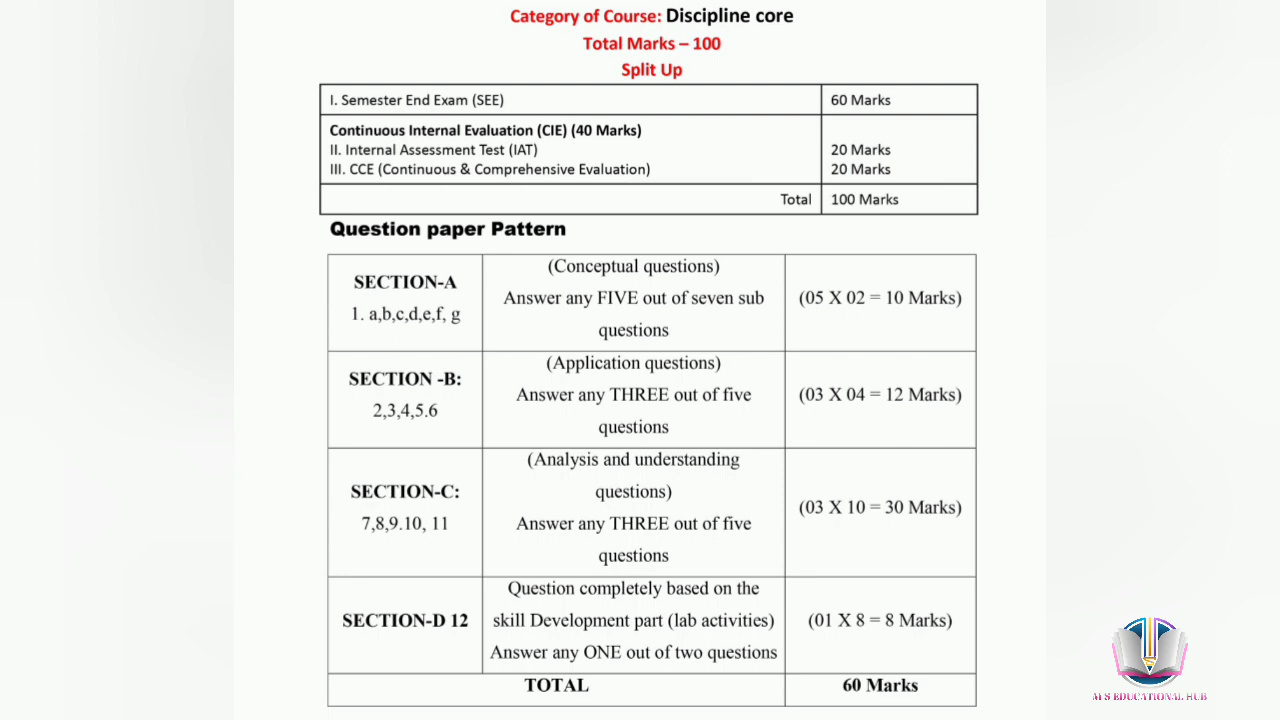 Category of Course: Discipline core
Total Marks – 100
Split Up
I. Semester End Exam (SEE) 60 Marks
Continuous Internal Evaluation (CIE) (40 Marks)
II. Internal Assessment Test (IAT) 20 Marks
III. CCE (Continuous & Comprehensive Evaluation) 20 Marks
Total 100 Marks
Question paper Pattern
SECTION-A
1. a,b,c,d,e,f, g
(Conceptual questions)
Answer any FIVE out of seven sub
questions
(05 X 02 = 10 Marks)
SECTION -B:
2,3,4,5.6
(Application questions)
Answer any THREE out of five
questions
(03 X 04 = 12 Marks)
SECTION-C:
7,8,9.10, 11
(Analysis and understanding
questions)
Answer any THREE out of five
questions
(03 X 10 = 30 Marks)
SECTION-D 12
Question completely based on the
skill Development part (lab activities)
Answer any ONE out of two questions
(01 X 8 = 8 Marks)
TOTAL 60 Marks
M S EDUCATIONAL HUB